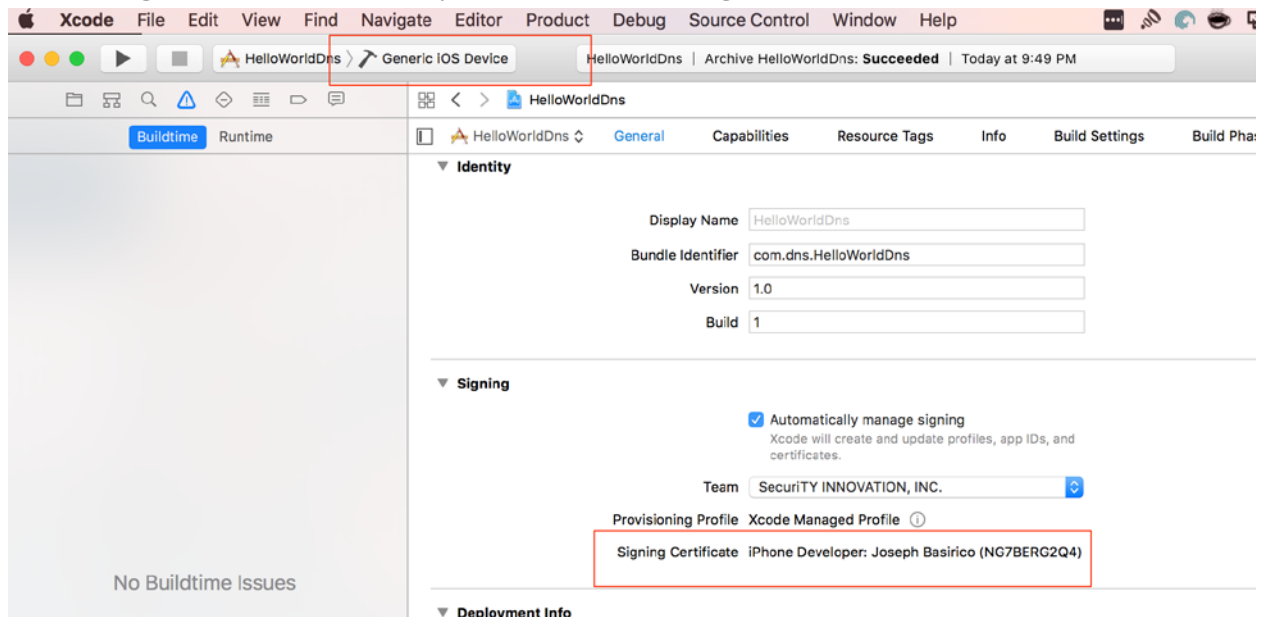 Xcode File Edit View Find Navigate Editor Product Debug Source Control Window Help
HelloWorldDns Generic iOS Device HelloWorldDns | Archive HelloWorldDns: Succeeded | Today at 9:49 PM
HelloWorldDns
Buildtime Runtime HelloWorldDns General Capabilities Resource Tags Info Build Settings Build Phas
Identity
Display Name HelloWorldDns
Bundle Identifier com.dns.HelloWorldDns
Version 1.0
Build 1
Signing
Automatically manage signing
Xcode will create and update profiles, app IDs, and
certificates.
Team SecuriTY INNOVATION, INC.
Provisioning Profile Xcode Managed Profile
Signing Certificate iPhone Developer: Joseph Basirico (NG7BERG2Q4)
No Buildtime Issues
Deployment Info